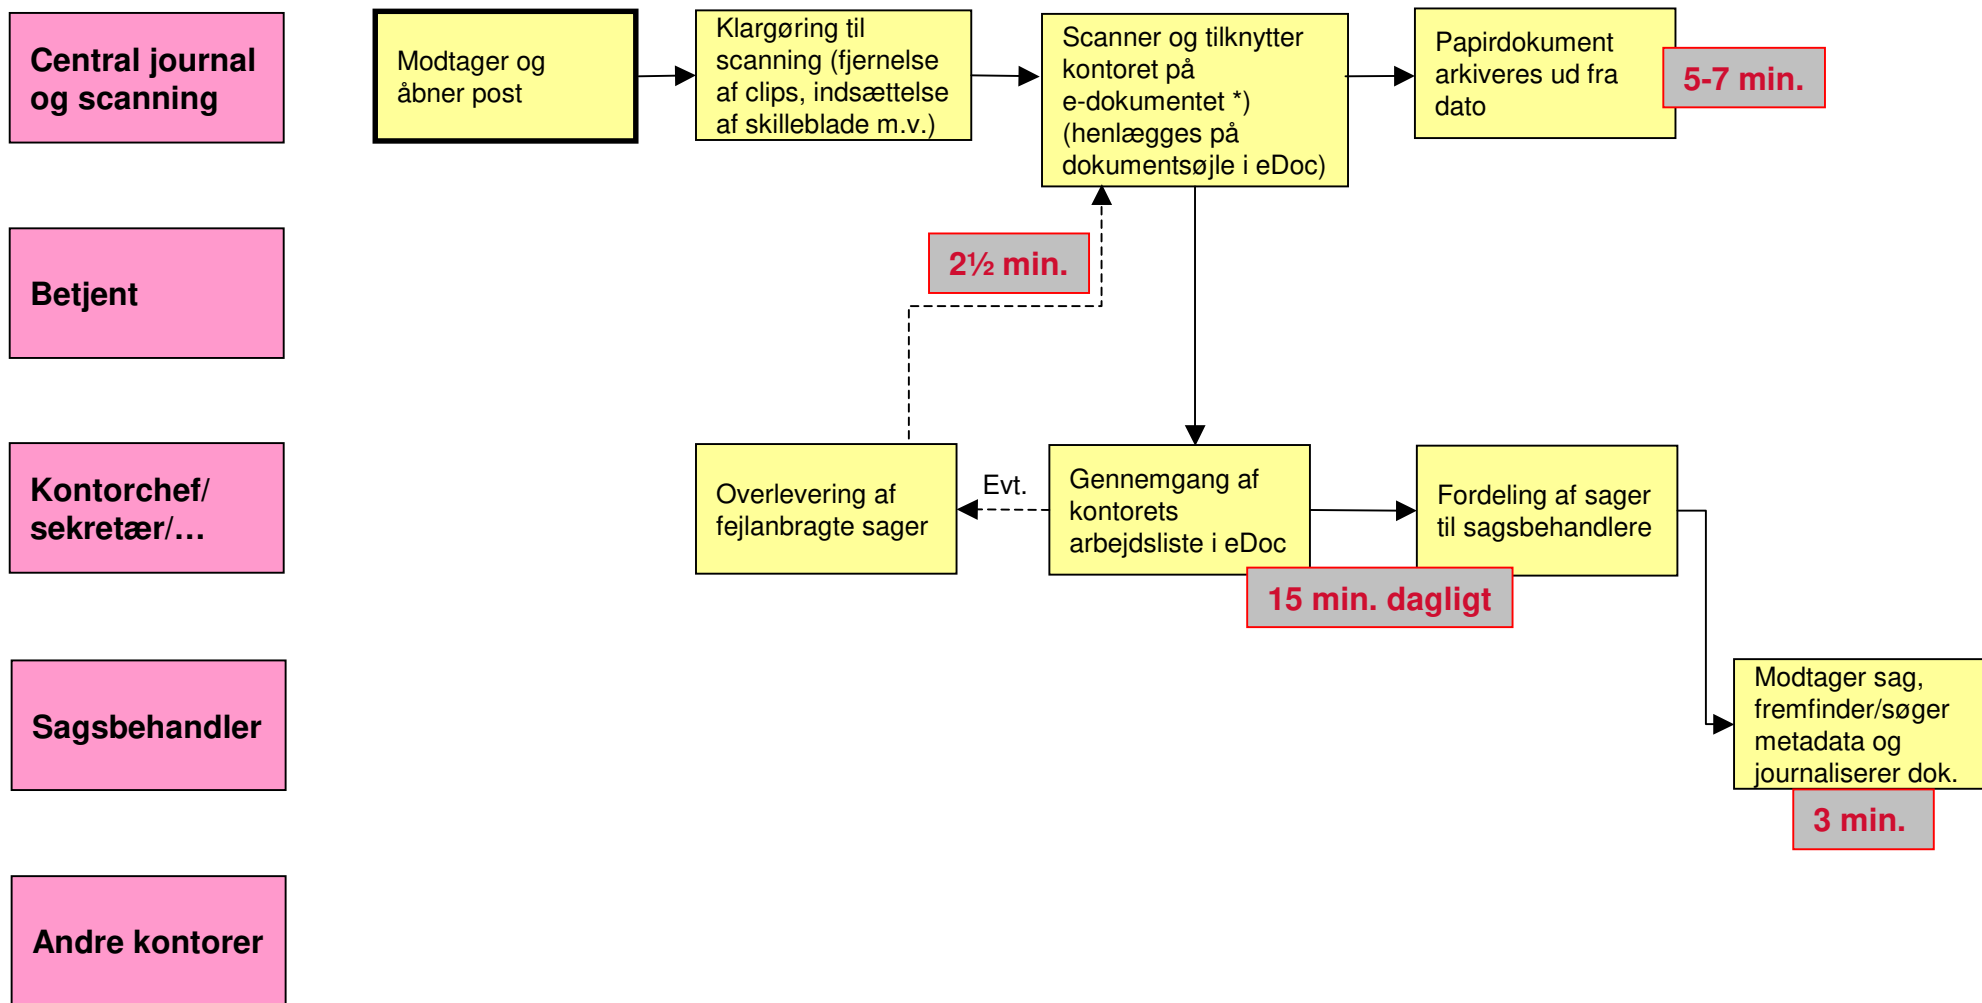 Central journal
og scanning
Modtager og
åbner post
Klargøring til
scanning (fjernelse
af clips, indsættelse
af skilleblade m.v.)
Scanner og tilknytter
kontoret på
e-dokumentet *)
(henlægges på
dokumentsøjle i eDoc)
Papirdokument
arkiveres ud fra
dato
5-7 min.
Betjent
2½ min.
Kontorchef/
sekretær/…
Overlevering af
fejlanbragte sager
Evt.
Gennemgang af
kontorets
arbejdsliste i eDoc
Fordeling af sager
til sagsbehandlere
15 min. dagligt
Sagsbehandler
Modtager sag,
fremfinder/søger
metadata og
journaliserer dok.
3 min.
Andre kontorer